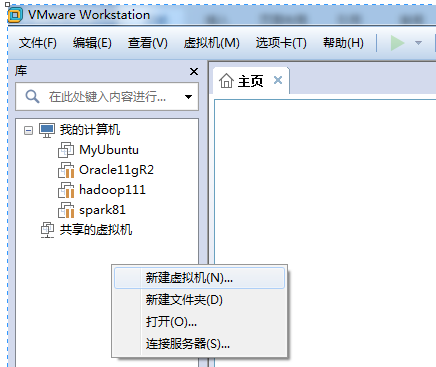 VMware Workstation
文件(F) 编辑(E) 查看(V) 虚拟机(M) 选项卡(T) 帮助(H)
库
主页
在此处键入内容进行...
我的计算机
MyUbuntu
Oracle11gR2
hadoop111
spark81
共享的虚拟机
新建虚拟机(N)...
新建文件夹(D)
打开(O)...
连接服务器(S)...